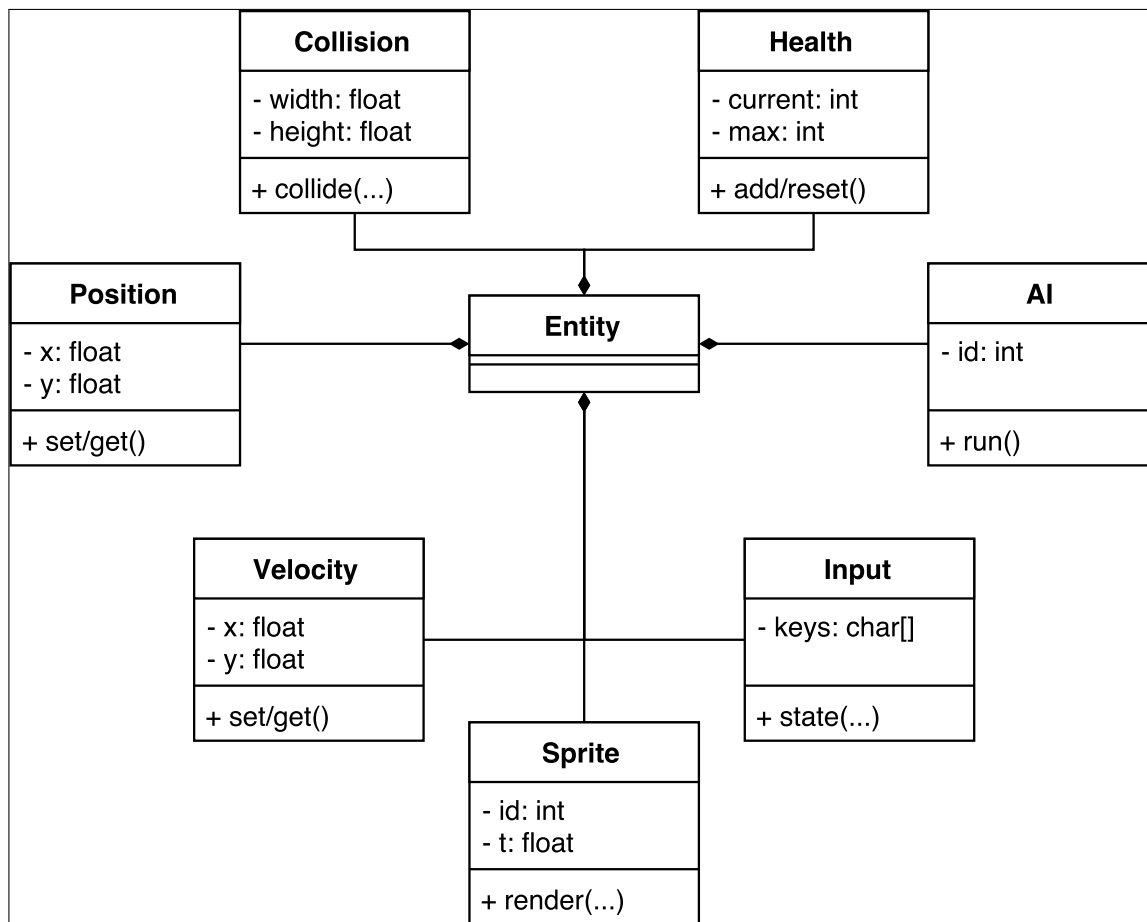 Collision
- width: float
- height: float
+ collide(...)
Health
- current: int
- max: int
+ add/reset()
Position
- x: float
- y: float
+ set/get()
Entity
AI
- id: int
+ run()
Velocity
- x: float
- y: float
+ set/get()
Input
- keys: char[]
+ state(...)
Sprite
- id: int
- t: float
+ render(...)